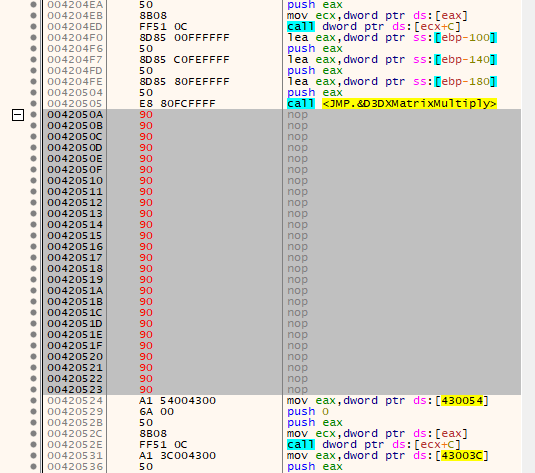 004204EA 50 push eax
004204EB 8B08 mov ecx,dword ptr ds:[eax]
004204ED FF51 0C call dword ptr ds:[ecx+C]
004204F0 8D85 00FFFFFF lea eax,dword ptr ss:[ebp-100]
004204F6 50 push eax
004204F7 8D85 C0FEFFFF lea eax,dword ptr ss:[ebp-140]
004204FD 50 push eax
004204FE 8D85 80FEFFFF lea eax,dword ptr ss:[ebp-180]
00420504 50 push eax
00420505 E8 80FCFFFF call <JMP.&D3DXMatrixMultiply>
0042050A 90 nop
0042050B 90 nop
0042050C 90 nop
0042050D 90 nop
0042050E 90 nop
0042050F 90 nop
00420510 90 nop
00420511 90 nop
00420512 90 nop
00420513 90 nop
00420514 90 nop
00420515 90 nop
00420516 90 nop
00420517 90 nop
00420518 90 nop
00420519 90 nop
0042051A 90 nop
0042051B 90 nop
0042051C 90 nop
0042051D 90 nop
0042051E 90 nop
0042051F 90 nop
00420520 90 nop
00420521 90 nop
00420522 90 nop
00420523 90 nop
00420524 A1 54004300 mov eax,dword ptr ds:[430054]
00420529 6A 00 push 0
0042052B 50 push eax
0042052C 8B08 mov ecx,dword ptr ds:[eax]
0042052E FF51 0C call dword ptr ds:[ecx+C]
00420531 A1 3C004300 mov eax,dword ptr ds:[43003C]
00420536 50 push eax